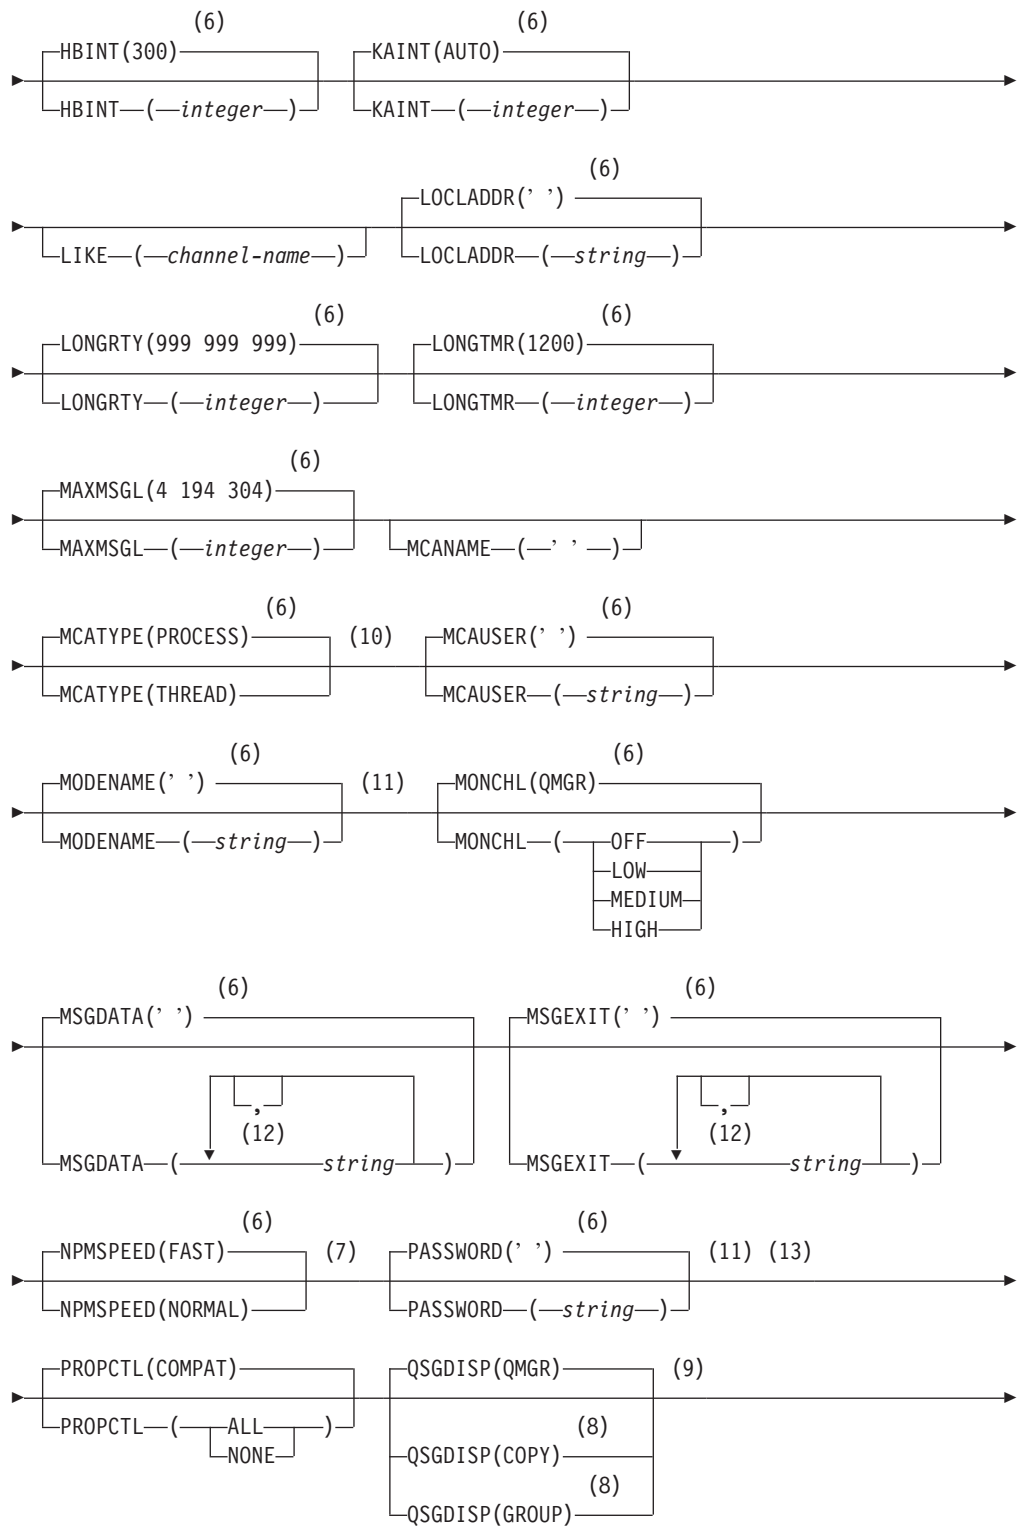 (6) (6)
HBINT(300) KAINT(AUTO)
HBINT ( integer ) KAINT ( integer )
(6)
LOCLADDR(' ')
LIKE ( channel-name ) LOCLADDR ( string )
(6) (6)
LONGRTY(999 999 999) LONGTMR(1200)
LONGRTY ( integer ) LONGTMR ( integer )
(6)
MAXMSGL(4 194 304)
MAXMSGL ( integer ) MCANAME ( ' ' )
(6) (6)
MCATYPE(PROCESS) (10) MCAUSER(' ')
MCATYPE(THREAD) MCAUSER ( string )
(6) (6)
MODENAME(' ') (11) MONCHL(QMGR)
MODENAME ( string ) MONCHL ( OFF )
LOW
MEDIUM
HIGH
(6) (6)
MSGDATA(' ') MSGEXIT(' ')
, ,
(12) (12)
MSGDATA ( string ) MSGEXIT ( string )
(6) (6)
NPMSPEED(FAST) (7) PASSWORD(' ') (11) (13)
NPMSPEED(NORMAL) PASSWORD ( string )
PROPCTL(COMPAT) QSGDISP(QMGR) (9)
PROPCTL ( ALL ) (8)
NONE QSGDISP(COPY)
(8)
QSGDISP(GROUP)